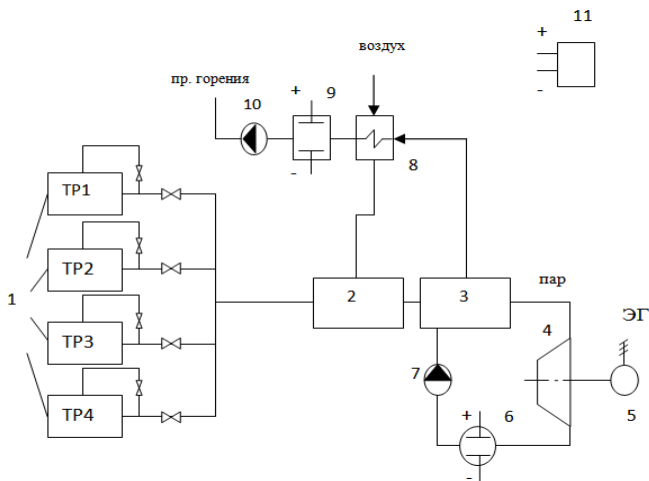 11
+
-
воздух
пр. горения
10
+
9
-
8
ТР1
ТР2
1
ТР3
ТР4
2
3
пар
4
ЭГ
5
7
+
6
-